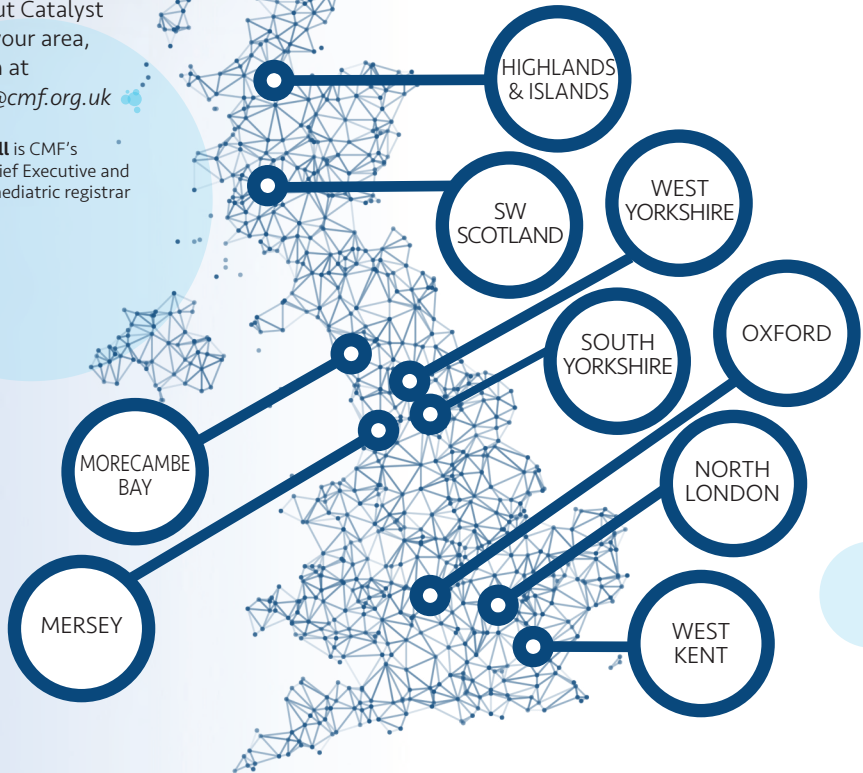 ut Catalyst
your area,
at
@cmf.org.uk
ll is CMF's
ief Executive and
aediatric registrar
HIGHLANDS
& ISLANDS
SW
SCOTLAND
WEST
YORKSHIRE
SOUTH
YORKSHIRE
OXFORD
MORECAMBE
BAY
NORTH
LONDON
MERSEY
WEST
KENT